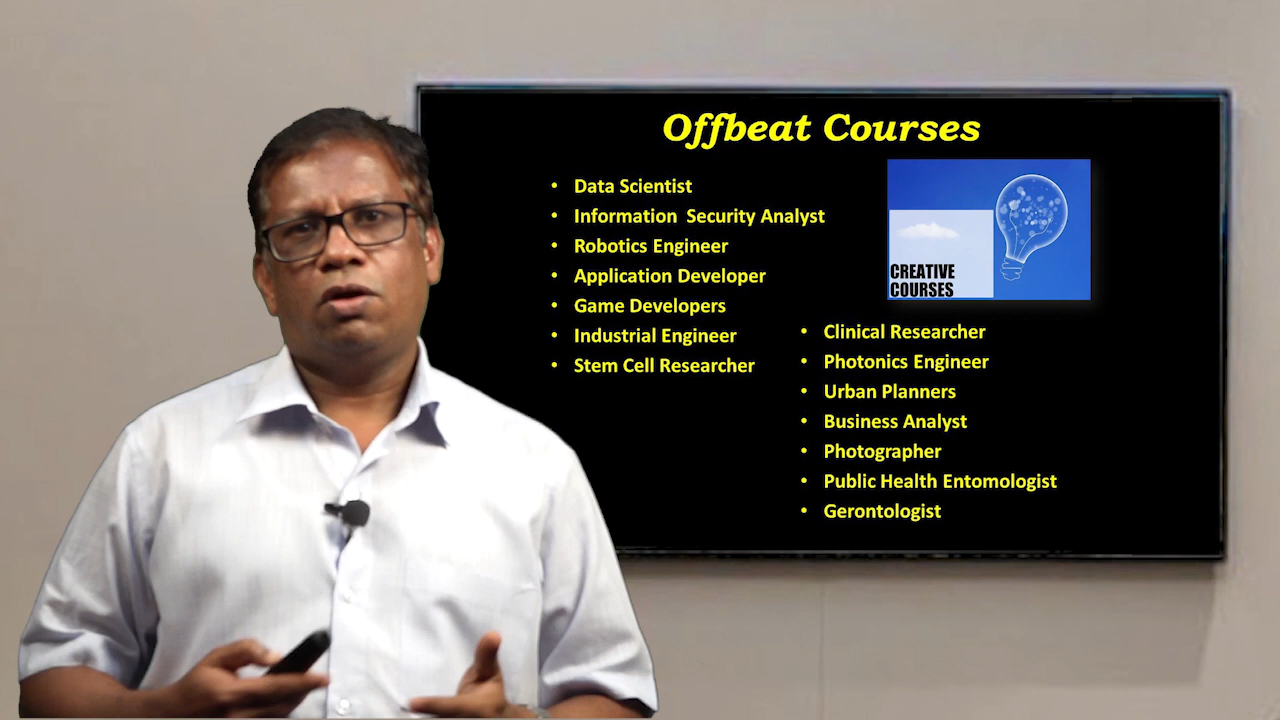 Offbeat Courses
• Data Scientist
• Information Security Analyst
• Robotics Engineer
• Application Developer
• Game Developers
• Industrial Engineer
• Stem Cell Researcher
CREATIVE
COURSES
• Clinical Researcher
• Photonics Engineer
• Urban Planners
• Business Analyst
• Photographer
• Public Health Entomologist
• Gerontologist